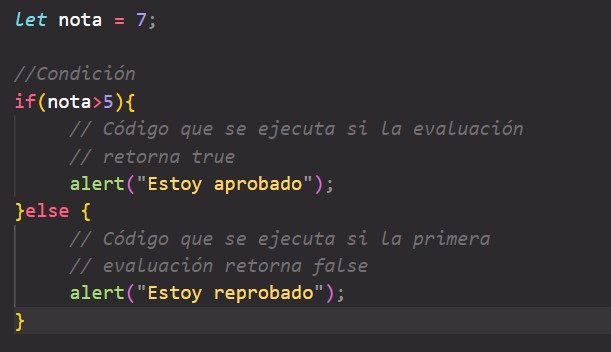 let nota = 7;
//Condición
if(nota>5){
// Código que se ejecuta si la evaluación
// retorna true
alert("Estoy aprobado");
}else {
// Código que se ejecuta si la primera
// evaluación retorna false
alert("Estoy reprobado");
}